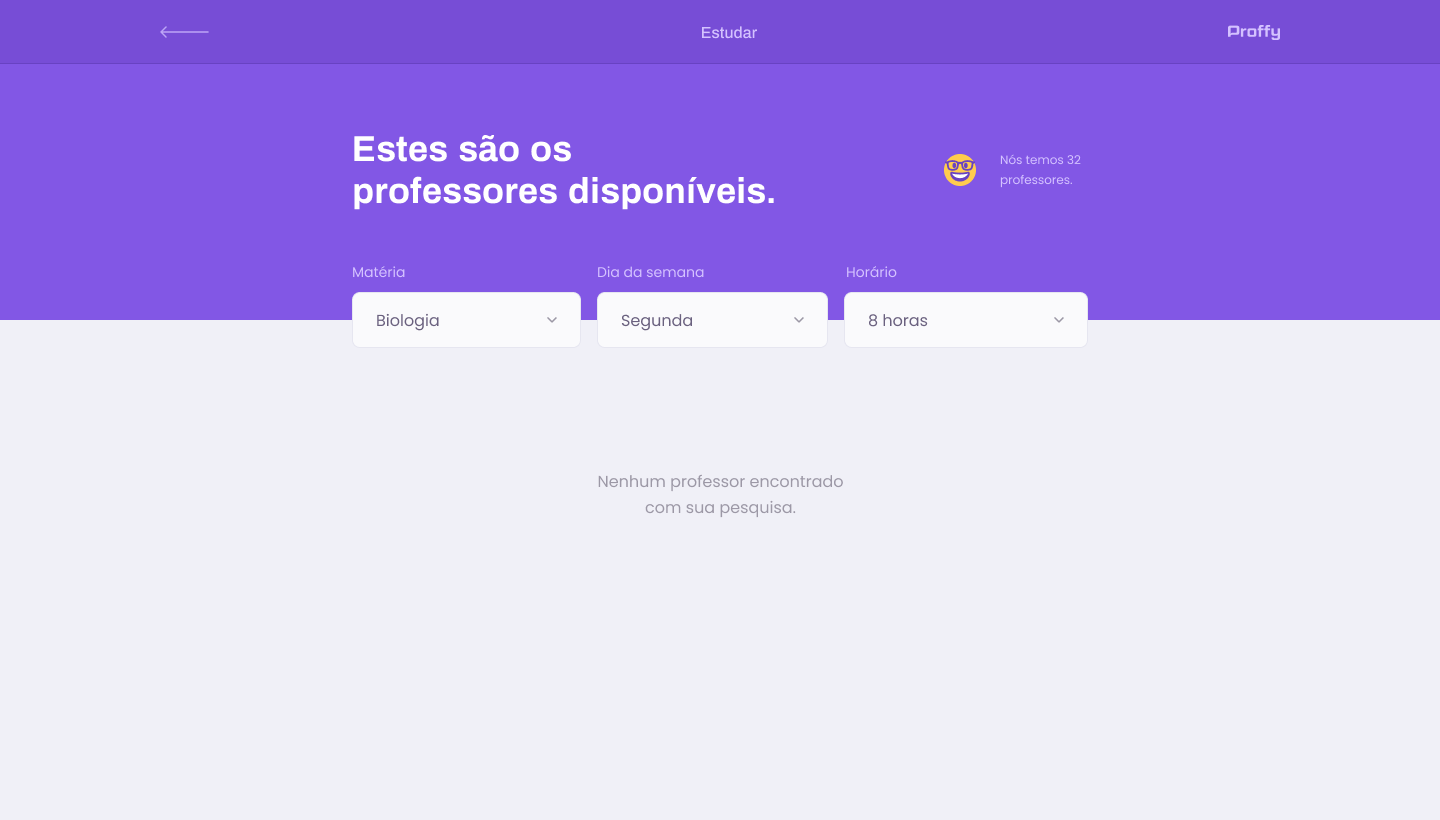 Estudar
Proffy
Estes são os
professores disponíveis.
Nós temos 32
professores.
Matéria
Dia da semana
Horário
Biologia
Segunda
8 horas
Nenhum professor encontrado
com sua pesquisa.